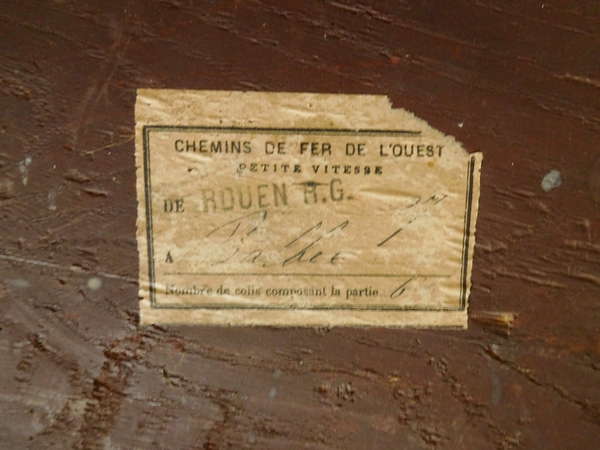 CHEMINS DE FER DE L'OUEST
PETITE VITESSE
DE ROUEN R.G.
A
Nombre de colis composant la partie 6